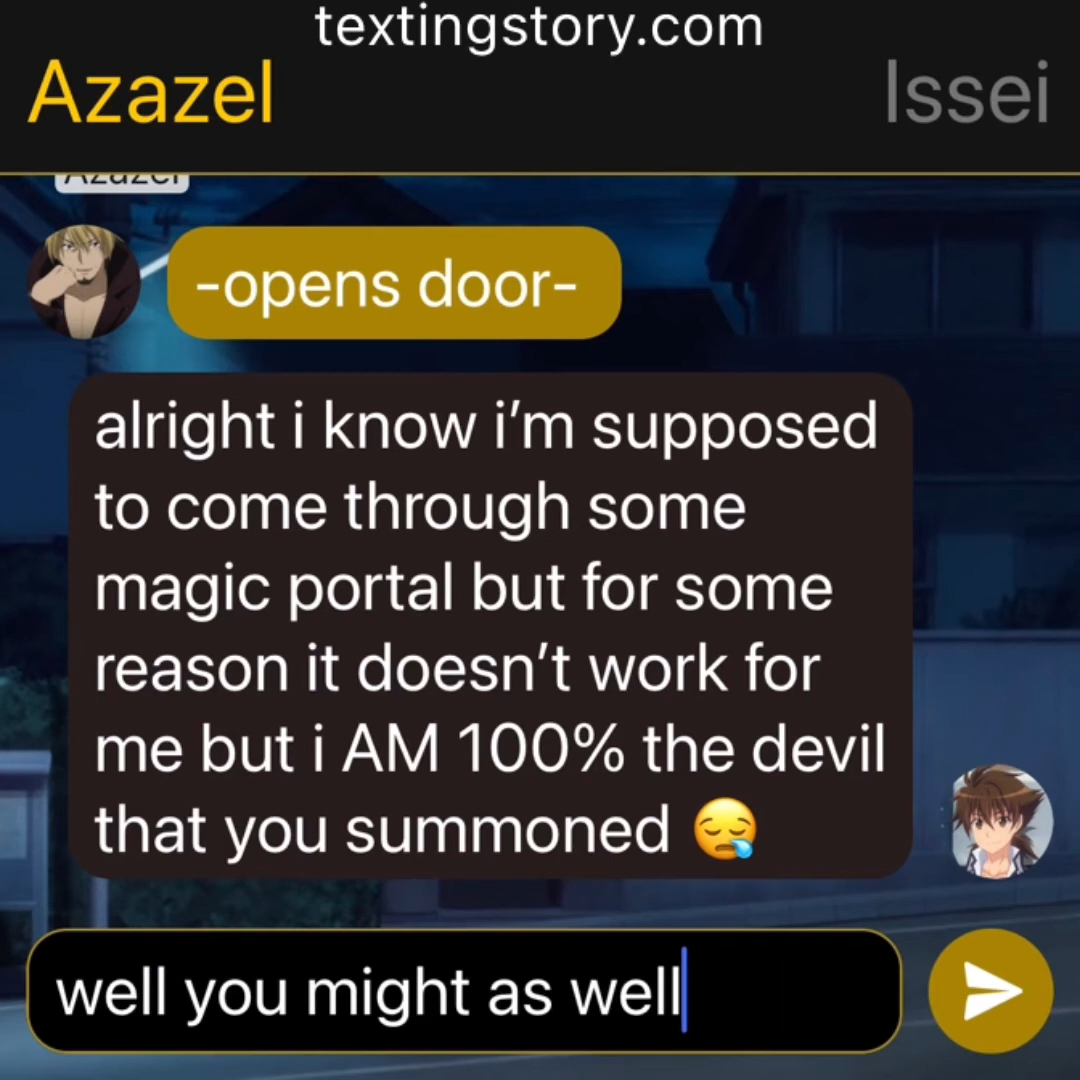 textingstory.com
Azazel Issei
Azazel
-opens door-
alright i know i’m supposed
to come through some
magic portal but for some
reason it doesn’t work for
me but i AM 100% the devil
that you summoned 😪
well you might as well